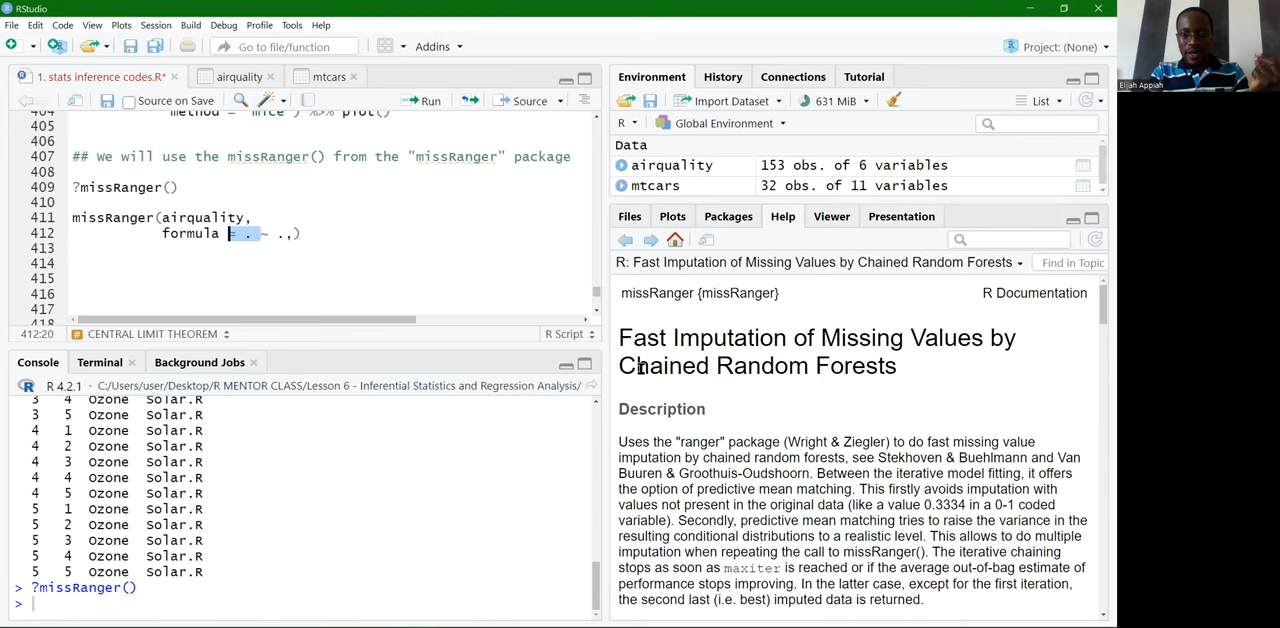 RStudio
File Edit Code View Plots Session Build Debug Profile Tools Help
Go to file/function Addins Project: (None)
1. stats inference codes.R* airquality mtcars
Source on Save Run Source
404 method = "mice") %>% plot()
405
406
407 ## We will use the missRanger() from the "missRanger" package
408
409 ?missRanger()
410
411 missRanger(airquality,
412 formula = . ~ .,)
413
414
415
416
417
418
412:20 # CENTRAL LIMIT THEOREM R Script
Console Terminal Background Jobs
R 4.2.1 · C:/Users/user/Desktop/R MENTOR CLASS/Lesson 6 - Inferential Statistics and Regression Analysis/
3 4 Ozone Solar.R
3 5 Ozone Solar.R
4 1 Ozone Solar.R
4 2 Ozone Solar.R
4 3 Ozone Solar.R
4 4 Ozone Solar.R
4 5 Ozone Solar.R
5 1 Ozone Solar.R
5 2 Ozone Solar.R
5 3 Ozone Solar.R
5 4 Ozone Solar.R
5 5 Ozone Solar.R
> ?missRanger()
>
Environment History Connections Tutorial
Import Dataset 631 MiB List
R Global Environment
Data
airquality 153 obs. of 6 variables
mtcars 32 obs. of 11 variables
Files Plots Packages Help Viewer Presentation
R: Fast Imputation of Missing Values by Chained Random Forests Find in Topic
missRanger {missRanger} R Documentation
Fast Imputation of Missing Values by
Chained Random Forests
Description
Uses the "ranger" package (Wright & Ziegler) to do fast missing value
imputation by chained random forests, see Stekhoven & Buehlmann and Van
Buuren & Groothuis-Oudshoorn. Between the iterative model fitting, it offers
the option of predictive mean matching. This firstly avoids imputation with
values not present in the original data (like a value 0.3334 in a 0-1 coded
variable). Secondly, predictive mean matching tries to raise the variance in the
resulting conditional distributions to a realistic level. This allows to do multiple
imputation when repeating the call to missRanger(). The iterative chaining
stops as soon as maxiter is reached or if the average out-of-bag estimate of
performance stops improving. In the latter case, except for the first iteration,
the second last (i.e. best) imputed data is returned.
Elijah Appiah